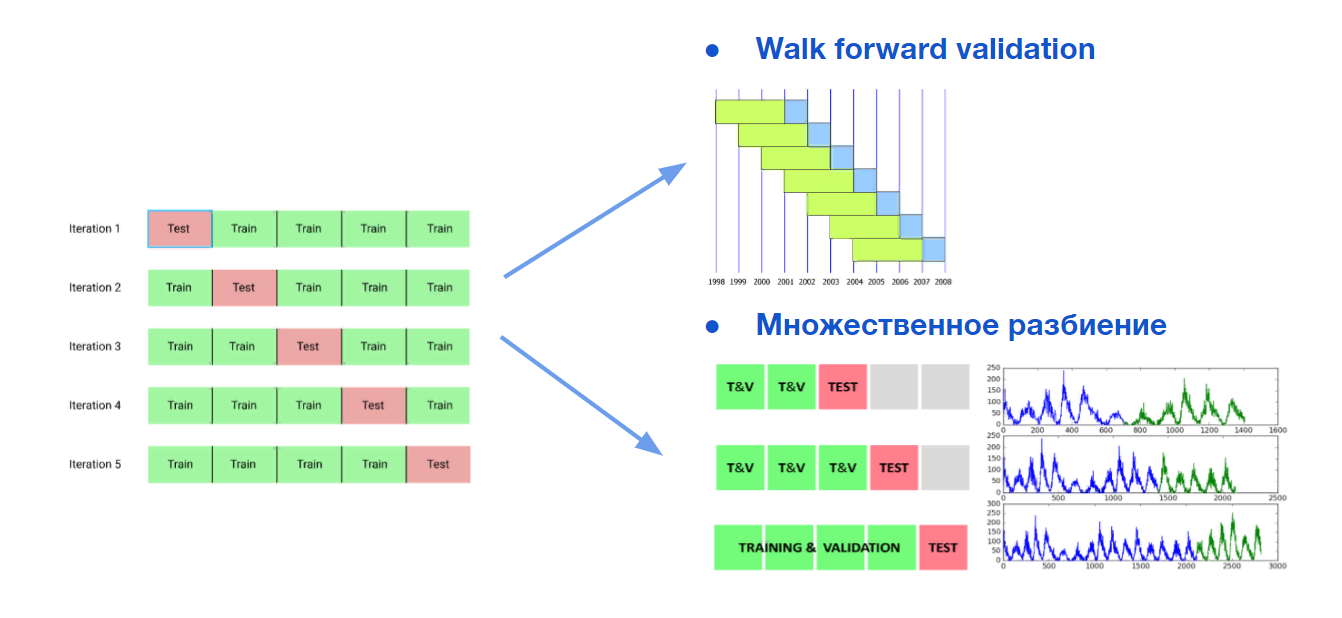 Iteration 1 Test Train Train Train Train
Iteration 2 Train Test Train Train Train
Iteration 3 Train Train Test Train Train
Iteration 4 Train Train Train Test Train
Iteration 5 Train Train Train Train Test
● Walk forward validation
1998 1999 2000 2001 2002 2003 2004 2005 2006 2007 2008
● Множественное разбиение
T&V T&V TEST
250
200
150
100
50
0
0 200 400 600 800 1000 1200 1400 1600
T&V T&V T&V TEST
250
200
150
100
50
0
0 500 1000 1500 2000 2500
TRAINING & VALIDATION TEST
300
250
200
150
100
50
0
0 500 1000 1500 2000 2500 3000